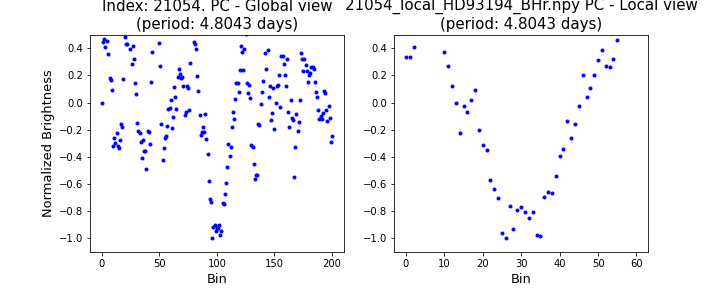 Index: 21054. PC - Global view
(period: 4.8043 days)
21054_local_HD93194_BHr.npy PC - Local view
(period: 4.8043 days)
Normalized Brightness
0.4
0.2
0.0
−0.2
−0.4
−0.6
−0.8
−1.0
0 50 100 150 200
Bin
0.4
0.2
0.0
−0.2
−0.4
−0.6
−0.8
−1.0
0 10 20 30 40 50 60
Bin